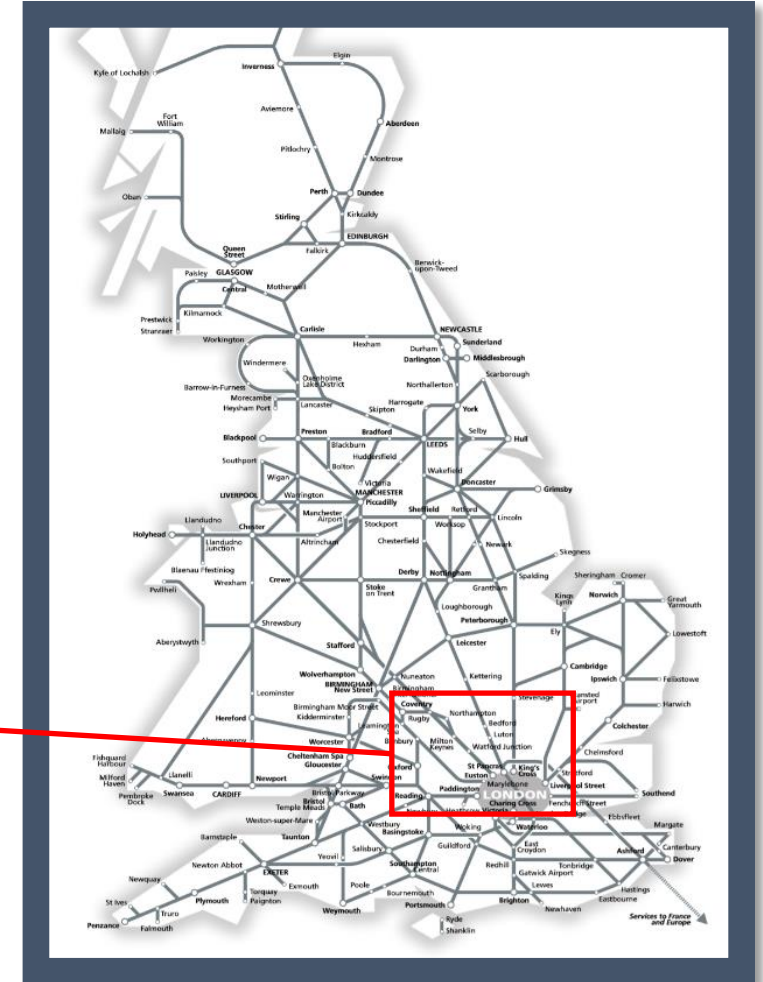 Elgin
Inverness
Kyle of Lochalsh
Aviemore
Fort
William
Aberdeen
Mallaig
Pitlochry
Montrose
Perth
Dundee
Oban
Stirling
Kirkcaldy
EDINBURGH
Queen
Street
Falkirk
Berwick-
upon-Tweed
Paisley
GLASGOW
Central
Motherwell
Prestwick
Kilmarnock
Stranraer
Carlisle
NEWCASTLE
Workington
Hexham
Sunderland
Durham
Darlington
Middlesbrough
Windermere
Scarborough
Oxenholme
Lake District
Northallerton
Barrow-in-Furness
Morecambe
Heysham Port
Lancaster
Harrogate
York
Skipton
Blackpool
Preston
Bradford
Selby
Hull
Blackburn
LEEDS
Huddersfield
Southport
Bolton
Wakefield
Wigan
Victoria
Doncaster
Grimsby
LIVERPOOL
Warrington
MANCHESTER
Piccadilly
Manchester
Airport
Sheffield
Retford
Llandudno
Stockport
Worksop
Lincoln
Holyhead
Chester
Llandudno
Junction
Altrincham
Chesterfield
Newark
Skegness
Blaenau Ffestiniog
Wrexham
Crewe
Derby
Nottingham
Sheringham
Cromer
Pwllheli
Stoke
on Trent
Grantham
Spalding
Kings
Lynn
Norwich
Great
Yarmouth
Loughborough
Peterborough
Aberystwyth
Shrewsbury
Stafford
Leicester
Ely
Lowestoft
Wolverhampton
Nuneaton
Kettering
Cambridge
BIRMINGHAM
New Street
Birmingham
Ipswich
Felixstowe
Leominster
Birmingham Moor Street
Coventry
Stevenage
Airport
Harwich
Kidderminster
Rugby
Northampton
Hereford
Bedford
Colchester
Worcester
Banbury
Milton
Keynes
Luton
Cheltenham Spa
Watford Junction
Chelmsford
Fishguard
Harbour
Gloucester
Oxford
St Pancras
King's
Cross
Stratford
Milford
Haven
Llanelli
Newport
Swindon
Euston
Marylebone
Liverpool Street
Pembroke
Dock
Swansea
CARDIFF
Bristol Parkway
Reading
Paddington
LONDON
Southend
Bristol
Temple Meads
Bath
Charing Cross
Fenchurch Street
Weston-super-Mare
Westbury
Waterloo
Ebbsfleet
Barnstaple
Taunton
Basingstoke
Woking
East
Croydon
Margate
Yeovil
Salisbury
Guildford
Canterbury
Newton Abbot
EXETER
Southampton
Central
Redhill
Tonbridge
Ashford
Dover
Newquay
Exmouth
Poole
Gatwick Airport
St Ives
Plymouth
Torquay
Paignton
Bournemouth
Lewes
Hastings
Truro
Weymouth
Portsmouth
Brighton
Eastbourne
Penzance
Falmouth
Newhaven
Ryde
Shanklin
Services to France
and Europe